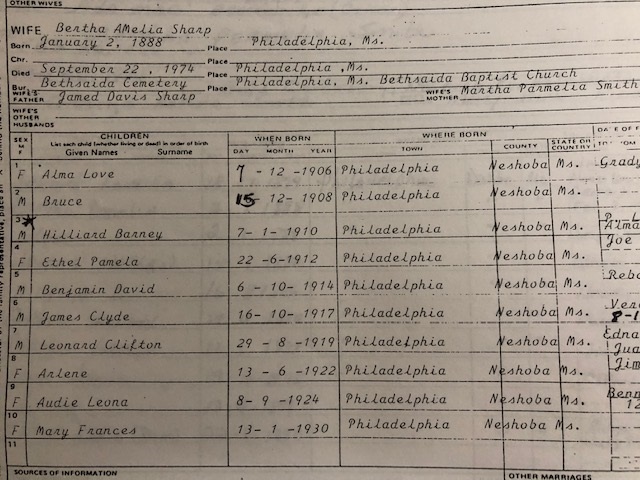 OTHER WIVES
WIFE Bertha AMelia Sharp
Born January 2, 1888 Place Philadelphia, Ms.
Chr. Place
Died September 22 , 1974 Place Philadelphia ,Ms.
Bur. Bethsaida Cemetery Place Philadelphia, Ms. Bethsaida Baptist Church
WIFE'S FATHER Jamed Davis Sharp WIFE'S MOTHER Martha Parmelia Smith
WIFE'S OTHER HUSBANDS
SEX M F CHILDREN List each child (whether living or dead) in order of birth Given Names Surname WHEN BORN DAY MONTH YEAR WHERE BORN TOWN COUNTY STATE OR COUNTRY
1 F Alma Love 7 - 12 -1906 Philadelphia Neshoba Ms. Grady
2 M Bruce 15 12- 1908 Philadelphia Neshoba Ms.
3 M Hilliard Barney 7- 1- 1910 Philadelphia Neshoba Ms. Alma
4 F Ethel Pamela 22 -6-1912 Philadelphia Neshoba Ms. Joe
5 M Benjamin David 6 - 10- 1914 Philadelphia Neshoba Ms. Reb
6 M James Clyde 16- 10- 1917 Philadelphia Neshoba Ms. 8-1
7 M Leonard Clifton 29 - 8 -1919 Philadelphia Neshoba Ms. Edna
8 F Arlene 13 - 6 -1922 Philadelphia Neshoba Ms. Jim
9 F Audie Leona 8- 9 -1924 Philadelphia Neshoba Ms. Benn 12
10 F Mary Frances 13- 1 -1930 Philadelphia Neshoba Ms.
11
SOURCES OF INFORMATION OTHER MARRIAGES